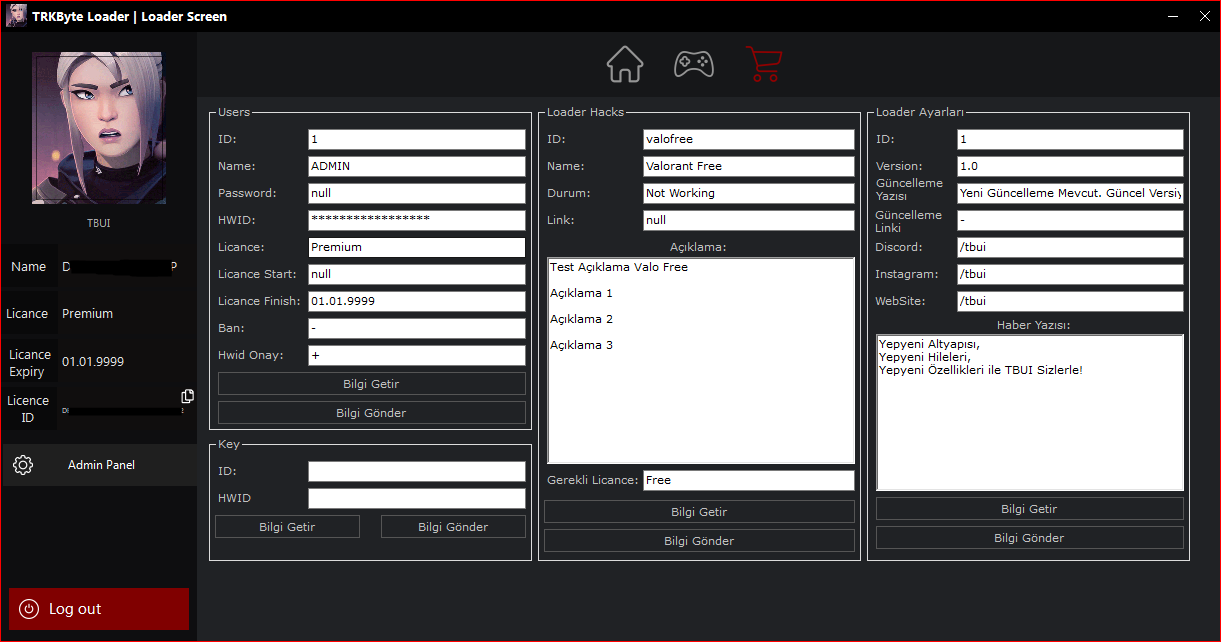 TRKByte Loader | Loader Screen
TBUI
Name D P
Licance Premium
Licance Expiry 01.01.9999
Licence ID
Admin Panel
Log out
Users
ID: 1
Name: ADMIN
Password: null
HWID: *****************
Licance: Premium
Licance Start: null
Licance Finish: 01.01.9999
Ban: -
Hwid Onay: +
Bilgi Getir
Bilgi Gönder
Key
ID:
HWID
Bilgi Getir Bilgi Gönder
Loader Hacks
ID: valofree
Name: Valorant Free
Durum: Not Working
Link: null
Açıklama:
Test Açıklama Valo Free
Açıklama 1
Açıklama 2
Açıklama 3
Gerekli Licance: Free
Bilgi Getir
Bilgi Gönder
Loader Ayarları
ID: 1
Version: 1.0
Güncelleme Yazısı Yeni Güncelleme Mevcut. Güncel Versiy
Güncelleme Linki -
Discord: /tbui
Instagram: /tbui
WebSite: /tbui
Haber Yazısı:
Yepyeni Altyapısı,
Yepyeni Hileleri,
Yepyeni Özellikleri ile TBUI Sizlerle!
Bilgi Getir
Bilgi Gönder